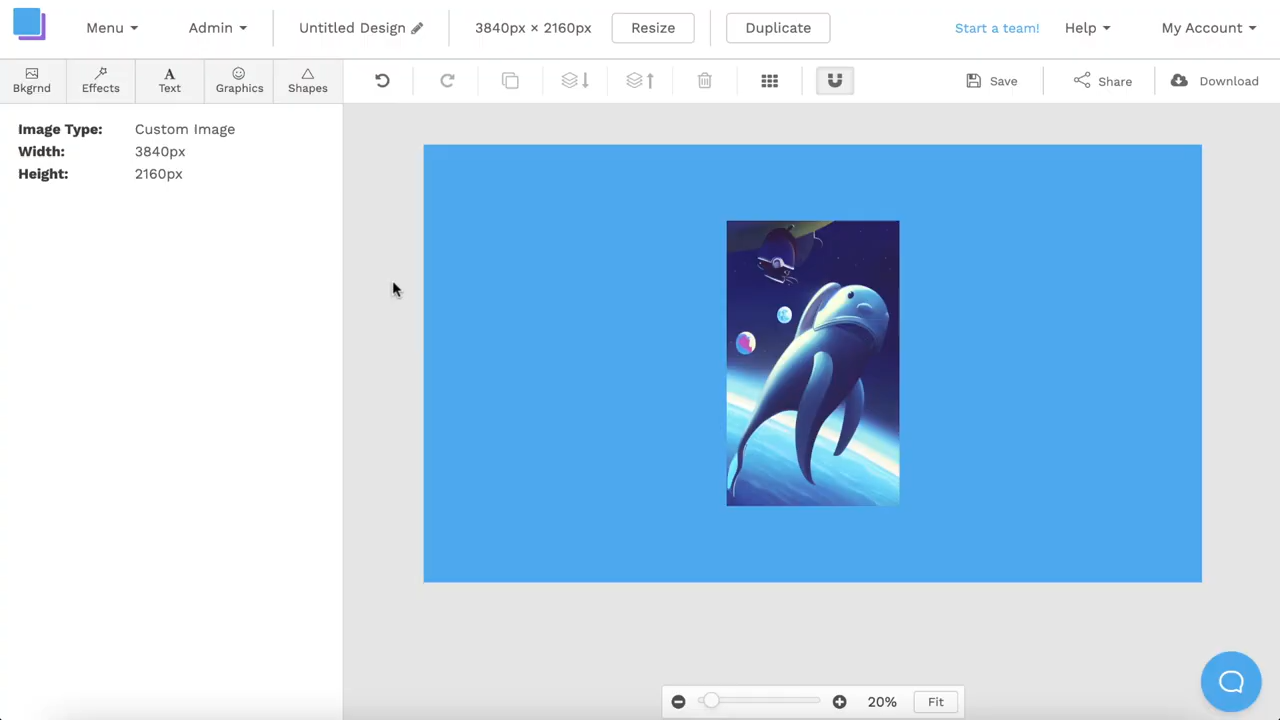 Menu Admin Untitled Design 3840px × 2160px Resize Duplicate Start a team! Help My Account
Bkgrnd Effects Text Graphics Shapes Save Share Download
Image Type: Custom Image
Width: 3840px
Height: 2160px
20% Fit